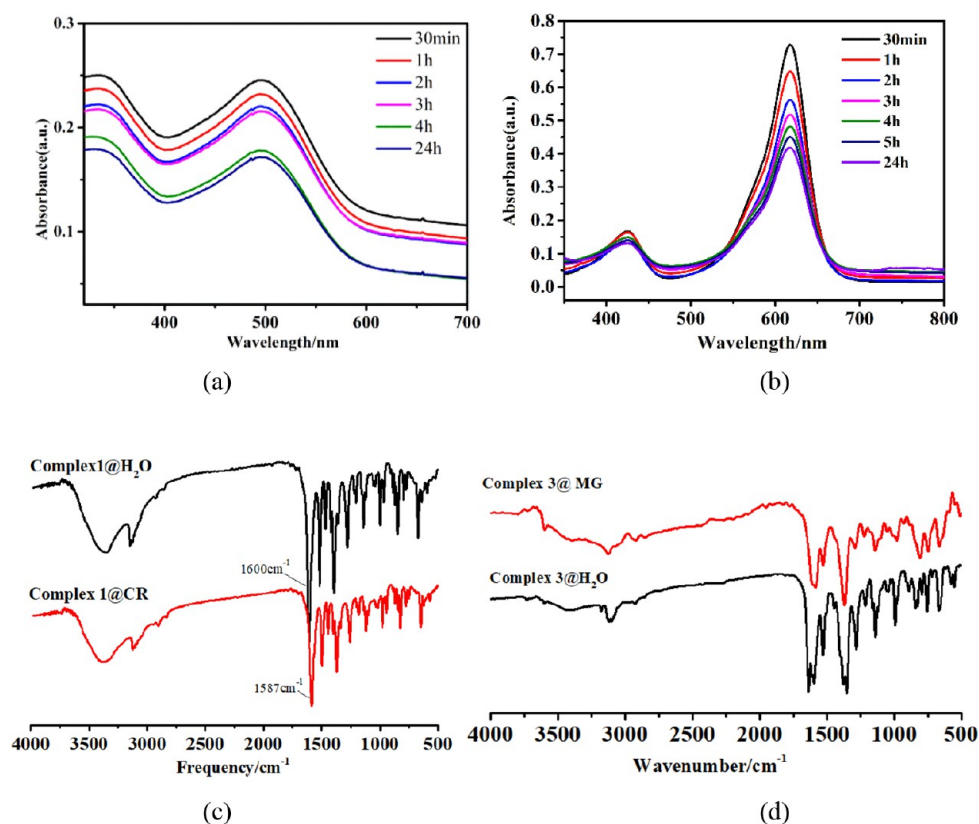 0.3
0.2
0.1
Absorbance(a.u.)
30min
1h
2h
3h
4h
24h
400
500
600
700
Wavelength/nm
(a)
0.8
0.7
0.6
0.5
0.4
0.3
0.2
0.1
0.0
Absorbance(a.u.)
30min
1h
2h
3h
4h
5h
24h
400
500
600
700
800
Wavelength/nm
(b)
Complex1@H₂O
1600cm⁻¹
Complex 1@CR
1587cm⁻¹
4000 3500 3000 2500 2000 1500 1000 500
Frequency/cm⁻¹
(c)
Complex 3@ MG
Complex 3@H₂O
4000 3500 3000 2500 2000 1500 1000 500
Wavenumber/cm⁻¹
(d)